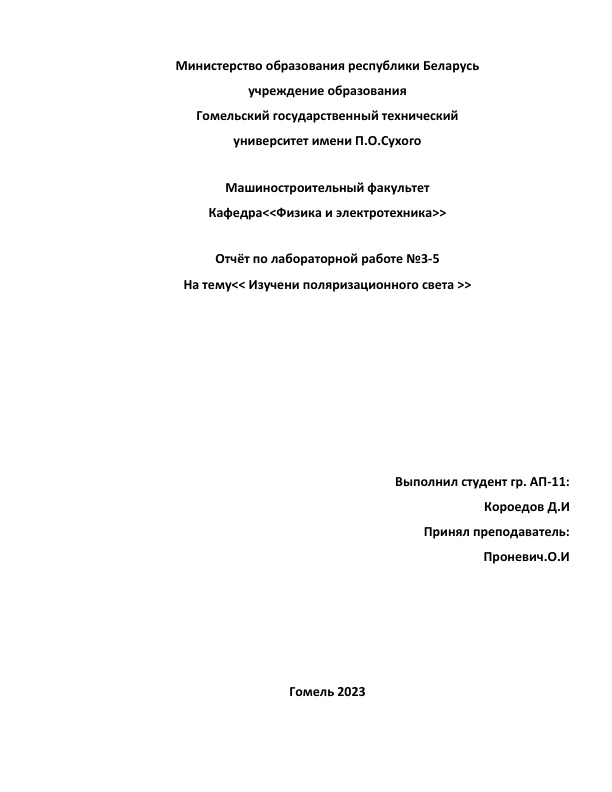 Министерство образования республики Беларусь
учреждение образования
Гомельский государственный технический
университет имени П.О.Сухого
Машиностроительный факультет
Кафедра<<Физика и электротехника>>
Отчёт по лабораторной работе №3-5
На тему<< Изучени поляризационного света >>
Выполнил студент гр. АП-11:
Короедов Д.И
Принял преподаватель:
Проневич.О.И
Гомель 2023